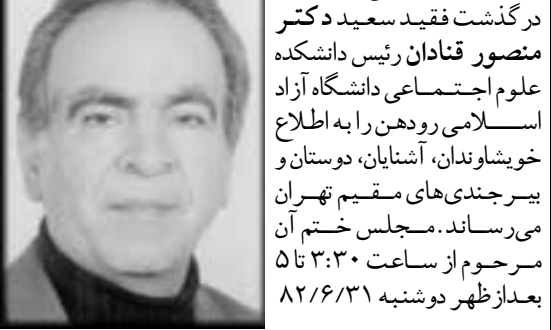 درگذشت فقید سعید دکتر
منصور قنادان رئیس دانشکده
علوم اجتماعی دانشگاه آزاد
اسلامی رودهن را به اطلاع
خویشاوندان، آشنایان، دوستان و
بیرجندی‌های مقیم تهران
می‌رساند. مجلس ختم آن
مرحوم از ساعت ۳:۳۰ تا ۵
بعدازظهر دوشنبه ۸۲/۶/۳۱